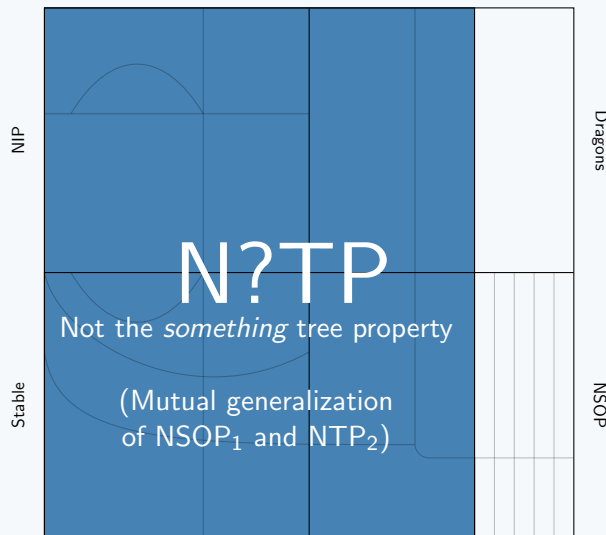 NIP
Dragons
N?TP
Not the something tree property
Stable
(Mutual generalization
of NSOP₁ and NTP₂)
NSOP